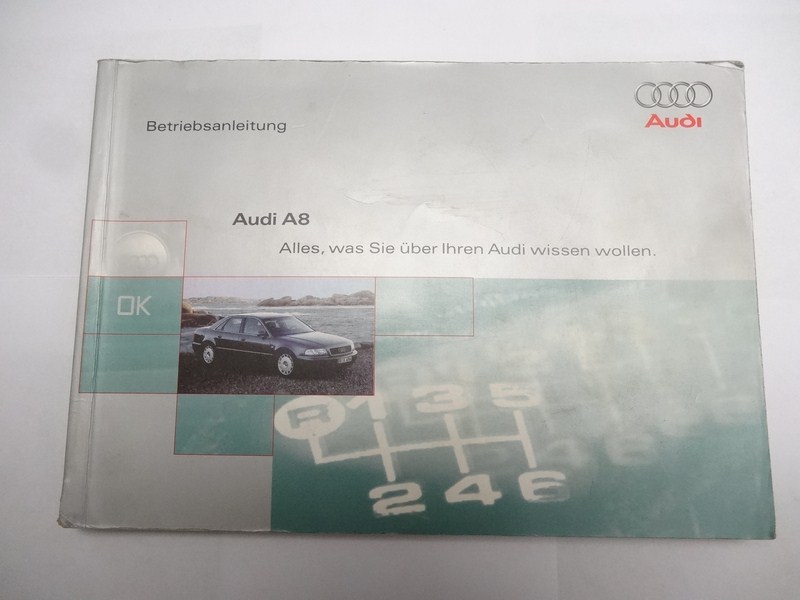 Audi
Betriebsanleitung
Audi A8
Alles, was Sie über Ihren Audi wissen wollen.
OK
R 1 3 5
2 4 6